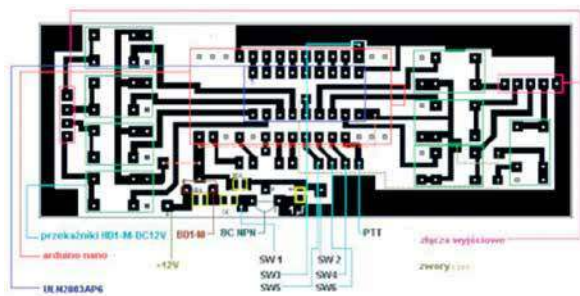 przekaźniki HD1-M-DC12V
BD1-M
BC NPN
PTT
złącza wyjściowe
arduino nano
SW 1
SW 2
+12V
SW3
SW4
zwory
ULN2803AP6
SW5
SW6